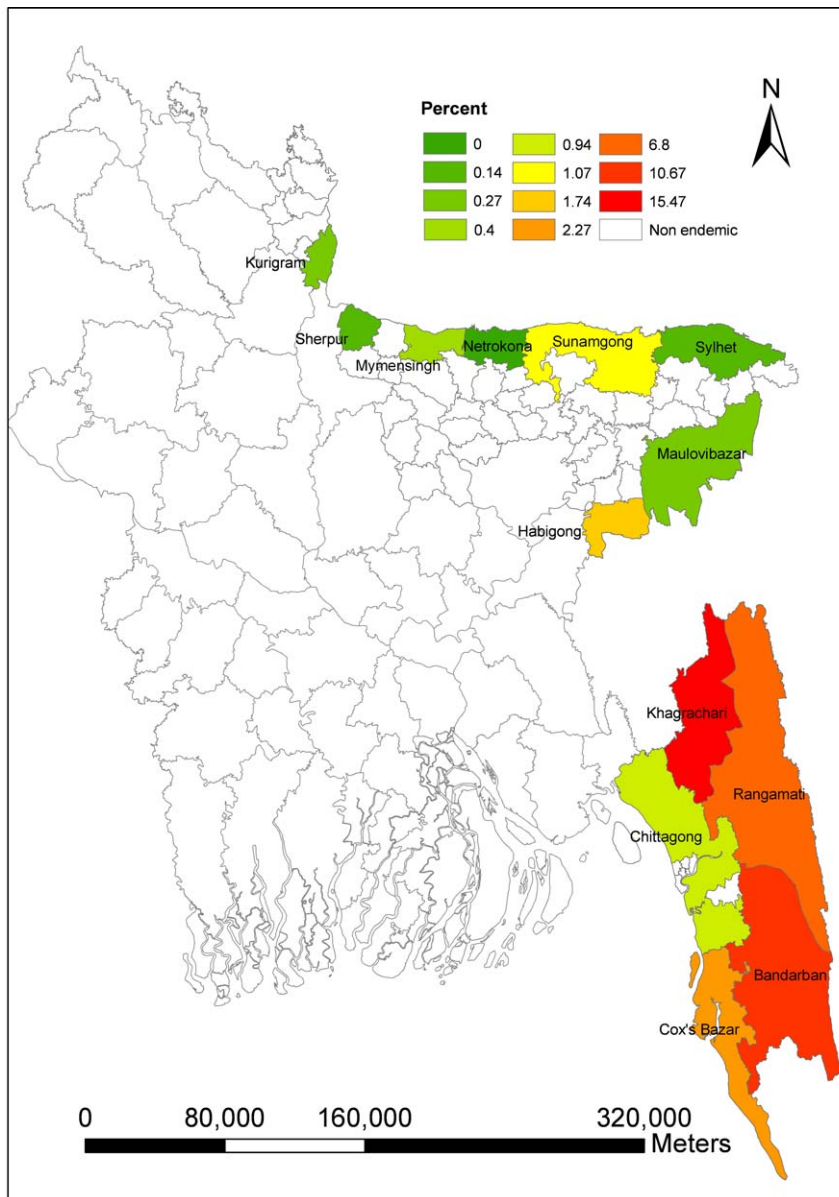 N
Percent
0
0.94
6.8
0.14
1.07
10.67
0.27
1.74
15.47
0.4
2.27
Non endemic
Kurigram
Sherpur
Mymensingh
Netrokona
Sunamgong
Sylhet
Maulovibazar
Habigong
Khagrachari
Rangamati
Chittagong
Bandarban
Cox's Bazar
0 80,000 160,000 320,000
Meters